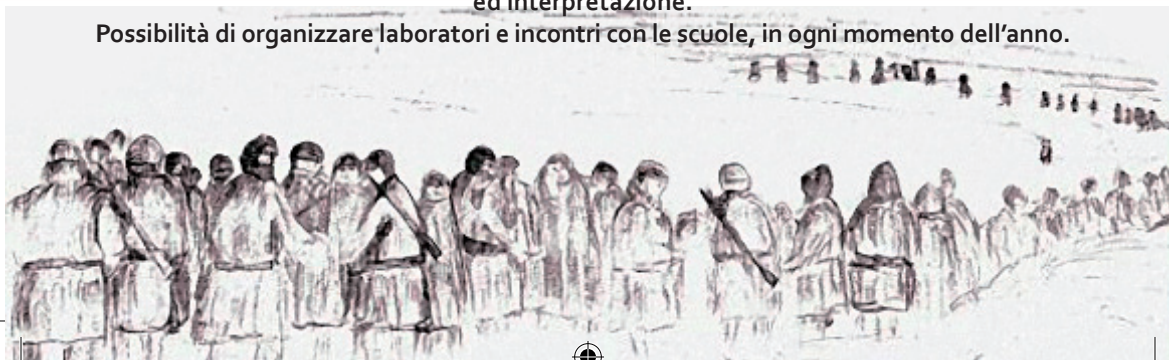 ed interpretazione.
Possibilità di organizzare laboratori e incontri con le scuole, in ogni momento dell’anno.